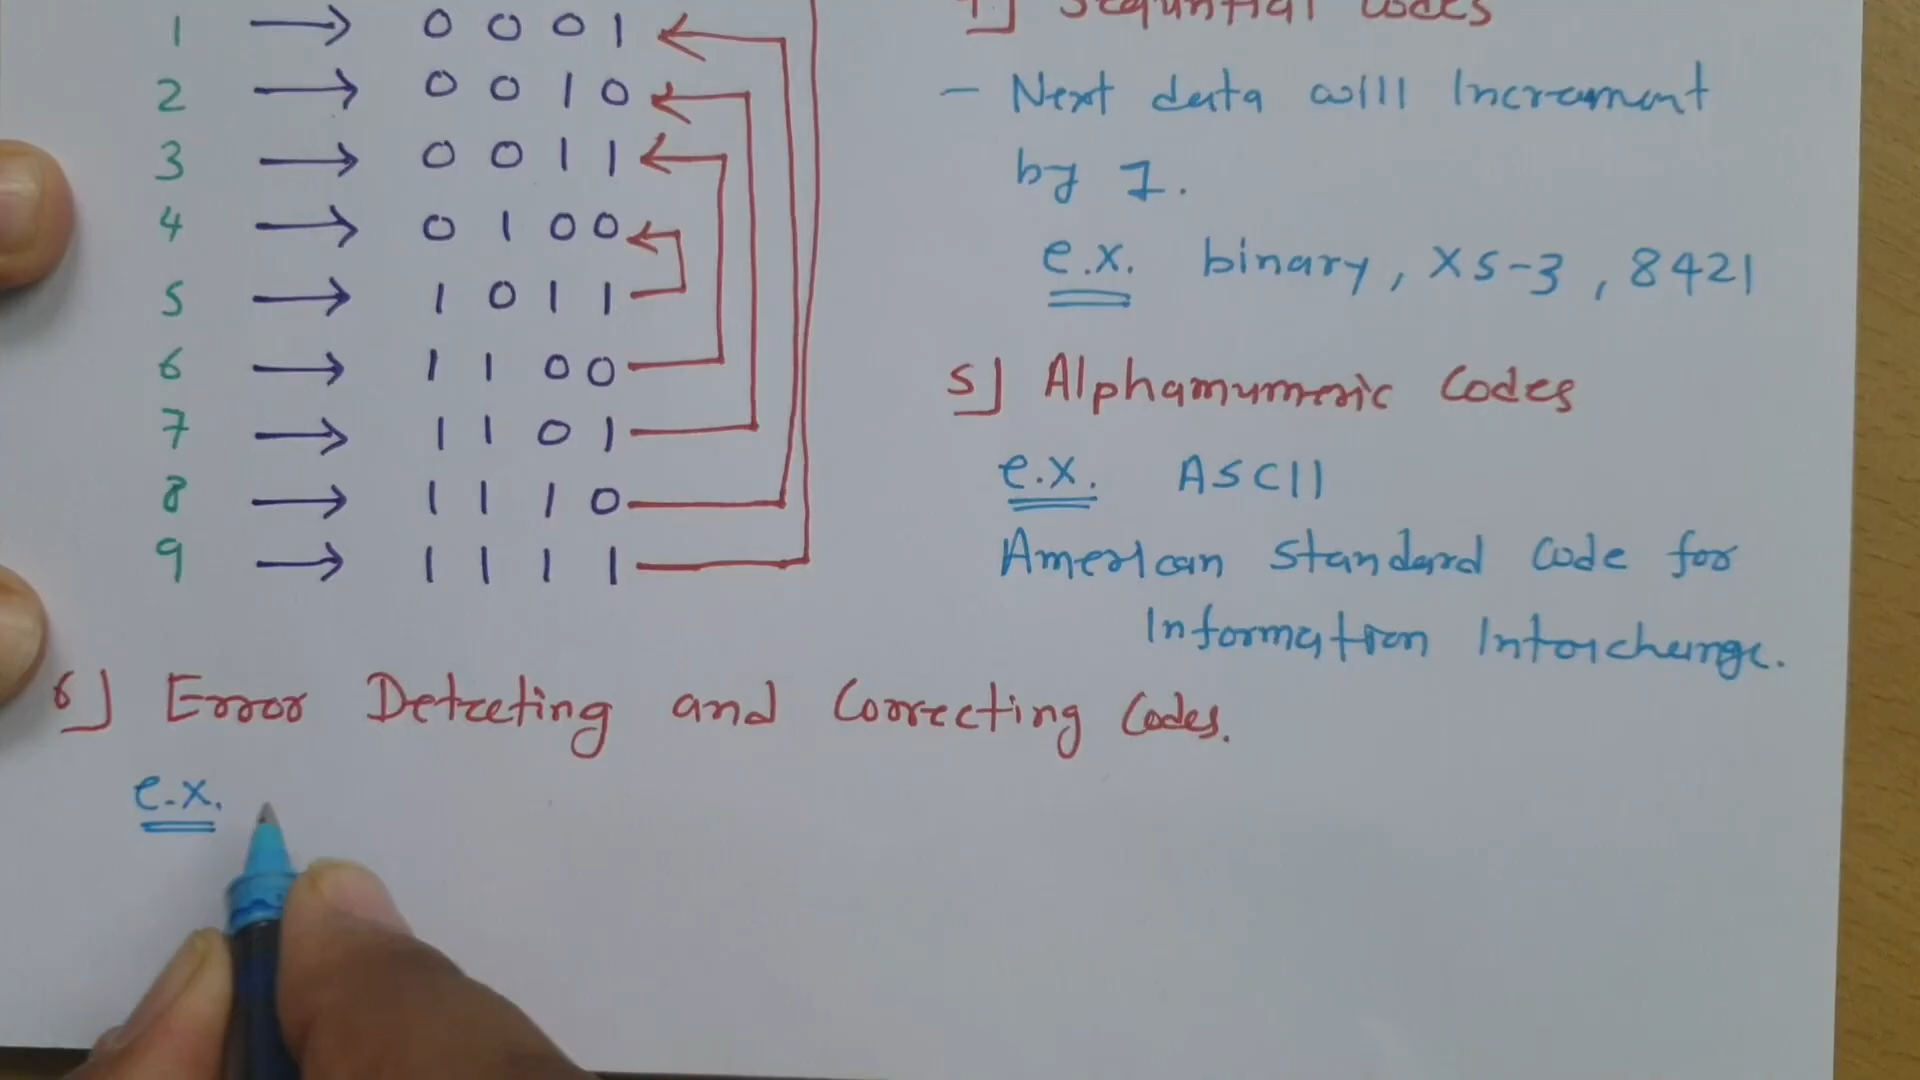 1 → 0 0 0 1
2 → 0 0 1 0
3 → 0 0 1 1
4 → 0 1 0 0
5 → 1 0 1 1
6 → 1 1 0 0
7 → 1 1 0 1
8 → 1 1 1 0
9 → 1 1 1 1
Codes
- Next data will Increment
by 1.
e.x. binary, XS-3, 8421
5] Alphanumeric Codes
e.x. ASCII
American Standard Code for
Information Interchange.
6] Error Detecting and Correcting Codes.
e.x.